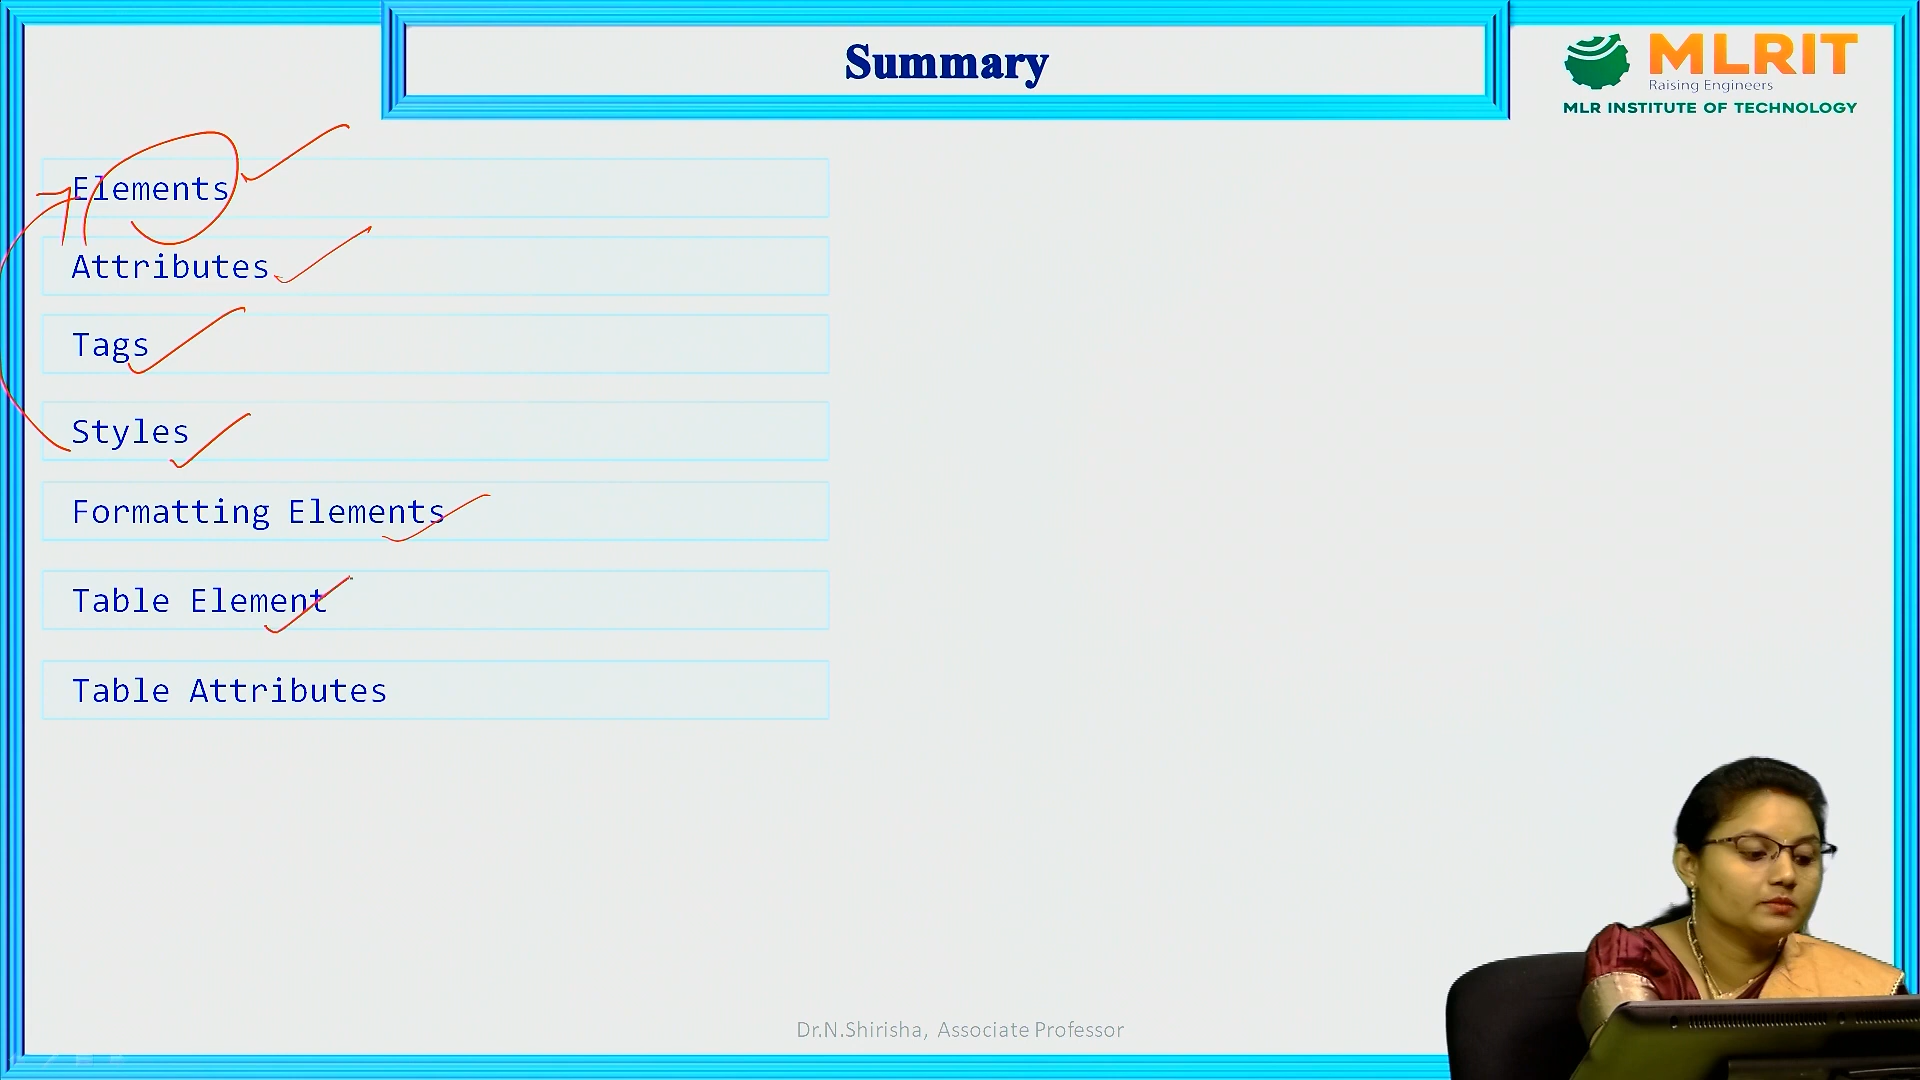 Summary
MLRIT
Raising Engineers
MLR INSTITUTE OF TECHNOLOGY
Elements
Attributes
Tags
Styles
Formatting Elements
Table Element
Table Attributes
Dr.N.Shirisha, Associate Professor